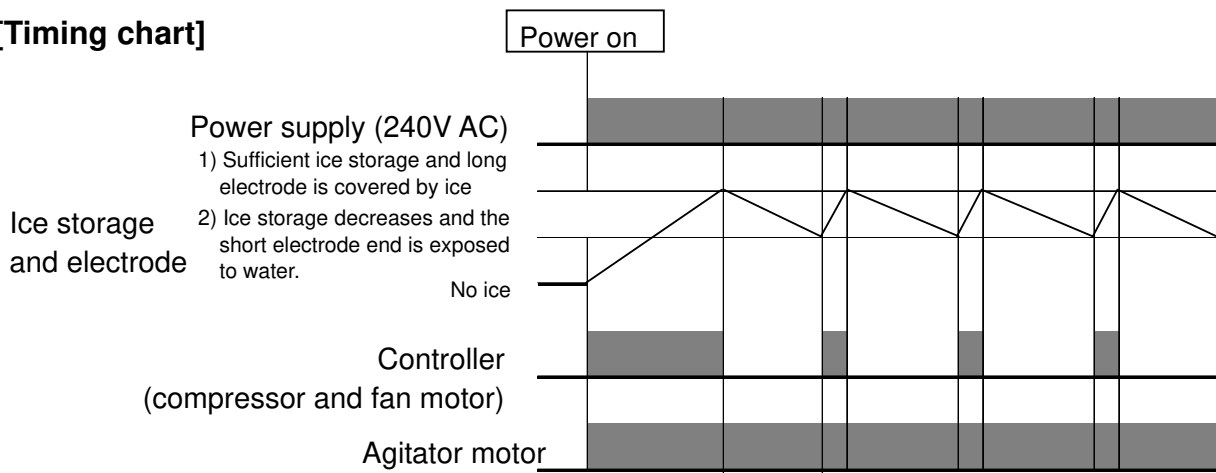 [Timing chart]
Power on
Power supply (240V AC)
1) Sufficient ice storage and long
electrode is covered by ice
Ice storage
and electrode
2) Ice storage decreases and the
short electrode end is exposed
to water.
No ice
Controller
(compressor and fan motor)
Agitator motor